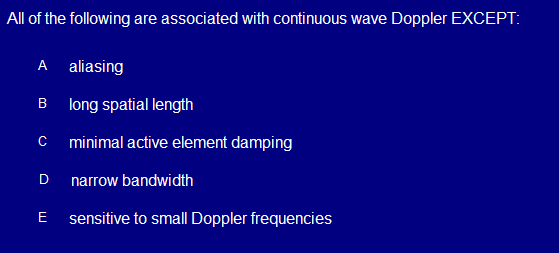 All of the following are associated with continuous wave Doppler EXCEPT:
A aliasing
B long spatial length
C minimal active element damping
D narrow bandwidth
E sensitive to small Doppler frequencies